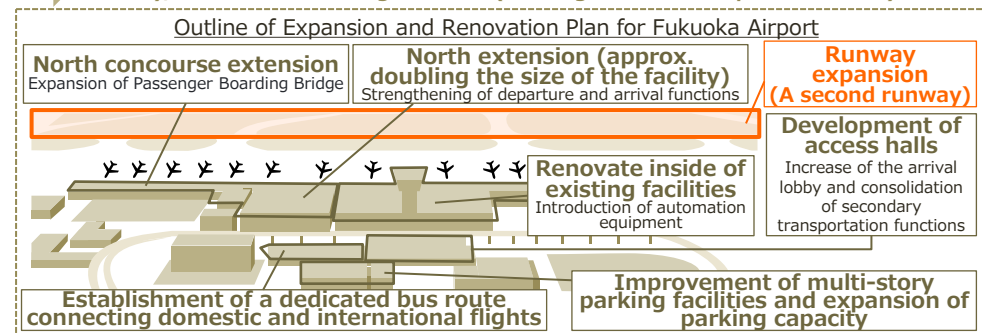 Outline of Expansion and Renovation Plan for Fukuoka Airport
North concourse extension
Expansion of Passenger Boarding Bridge
North extension (approx.
doubling the size of the facility)
Strengthening of departure and arrival functions
Runway
expansion
(A second runway)
Development of
access halls
Increase of the arrival
lobby and consolidation
of secondary
transportation functions
Renovate inside of
existing facilities
Introduction of automation
equipment
Establishment of a dedicated bus route
connecting domestic and international flights
Improvement of multi-story
parking facilities and expansion of
parking capacity